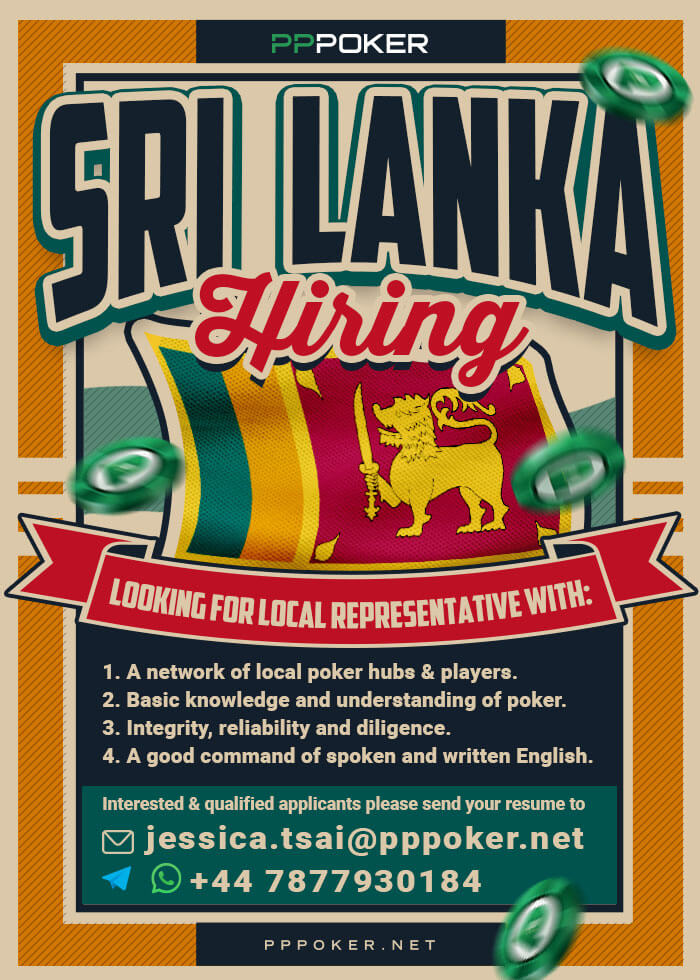 PPPOKER
SRI LANKA
Hiring
LOOKING FOR LOCAL REPRESENTATIVE WITH:
1. A network of local poker hubs & players.
2. Basic knowledge and understanding of poker.
3. Integrity, reliability and diligence.
4. A good command of spoken and written English.
Interested & qualified applicants please send your resume to
jessica.tsai@pppoker.net
+44 7877930184
PPPOKER.NET